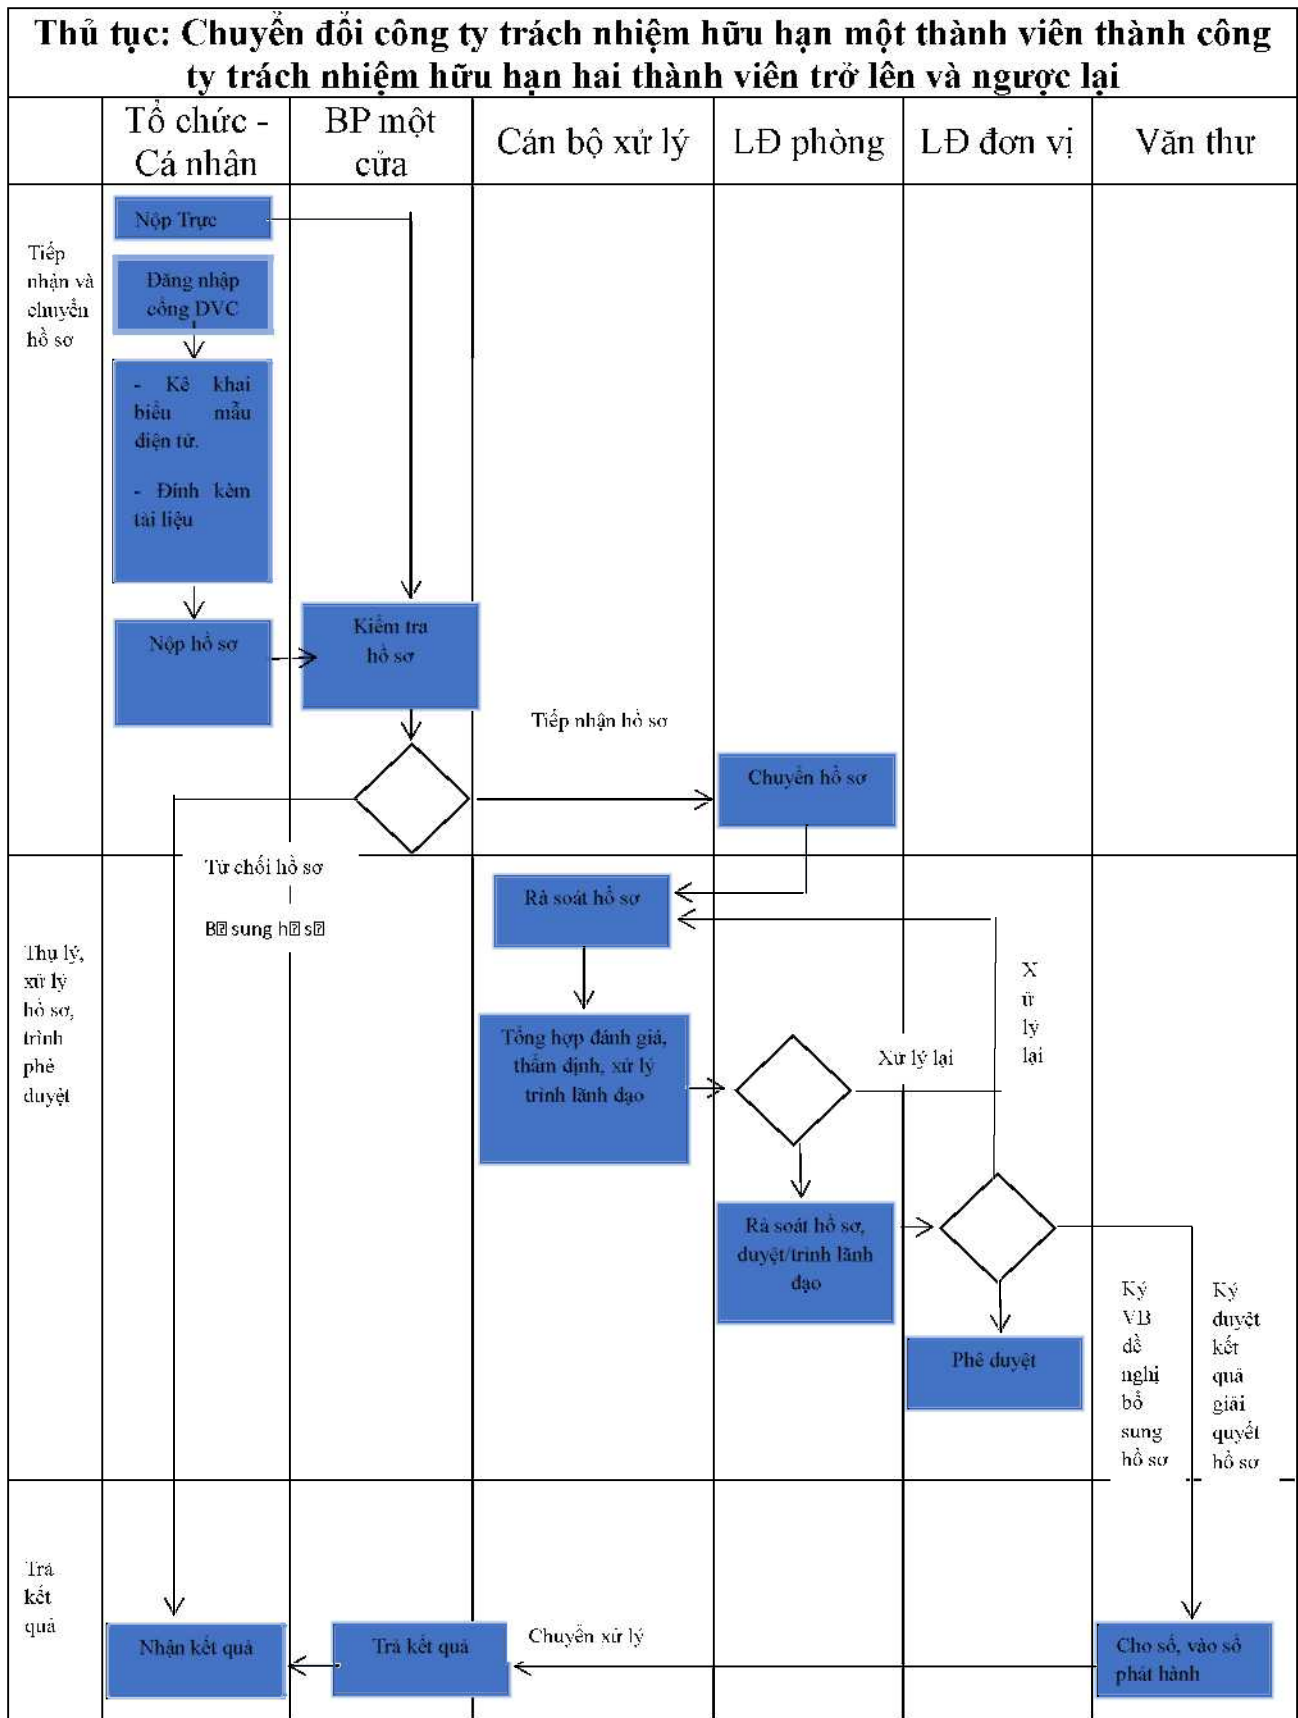 Thủ tục: Chuyển đổi công ty trách nhiệm hữu hạn một thành viên thành công
ty trách nhiệm hữu hạn hai thành viên trở lên và ngược lại
Tổ chức -
Cá nhân
BP một
cửa
Cán bộ xử lý
LĐ phòng
LĐ đơn vị
Văn thư
Tiếp
nhận và
chuyển
hồ sơ
Nộp Trực
Đăng nhập
cổng DVC
- Kê khai
biểu mẫu
điện tử.
- Đính kèm
tài liệu
Nộp hồ sơ
Kiểm tra
hồ sơ
Tiếp nhận hồ sơ
Chuyển hồ sơ
Từ chối hồ sơ
B sung h s
Thụ lý,
xử lý
hồ sơ,
trình
phê
duyệt
Rà soát hồ sơ
Tổng hợp đánh giá,
thẩm định, xử lý
trình lãnh đạo
Xử lý lại
X
ử
lý
lại
Rà soát hồ sơ,
duyệt/trình lãnh
đạo
Phê duyệt
Ký
VB
đề
nghị
bổ
sung
hồ sơ
Ký
duyệt
kết
quả
giải
quyết
hồ sơ
Trả
kết
quả
Nhận kết quả
Trả kết quả
Chuyển xử lý
Cho số, vào sổ
phát hành